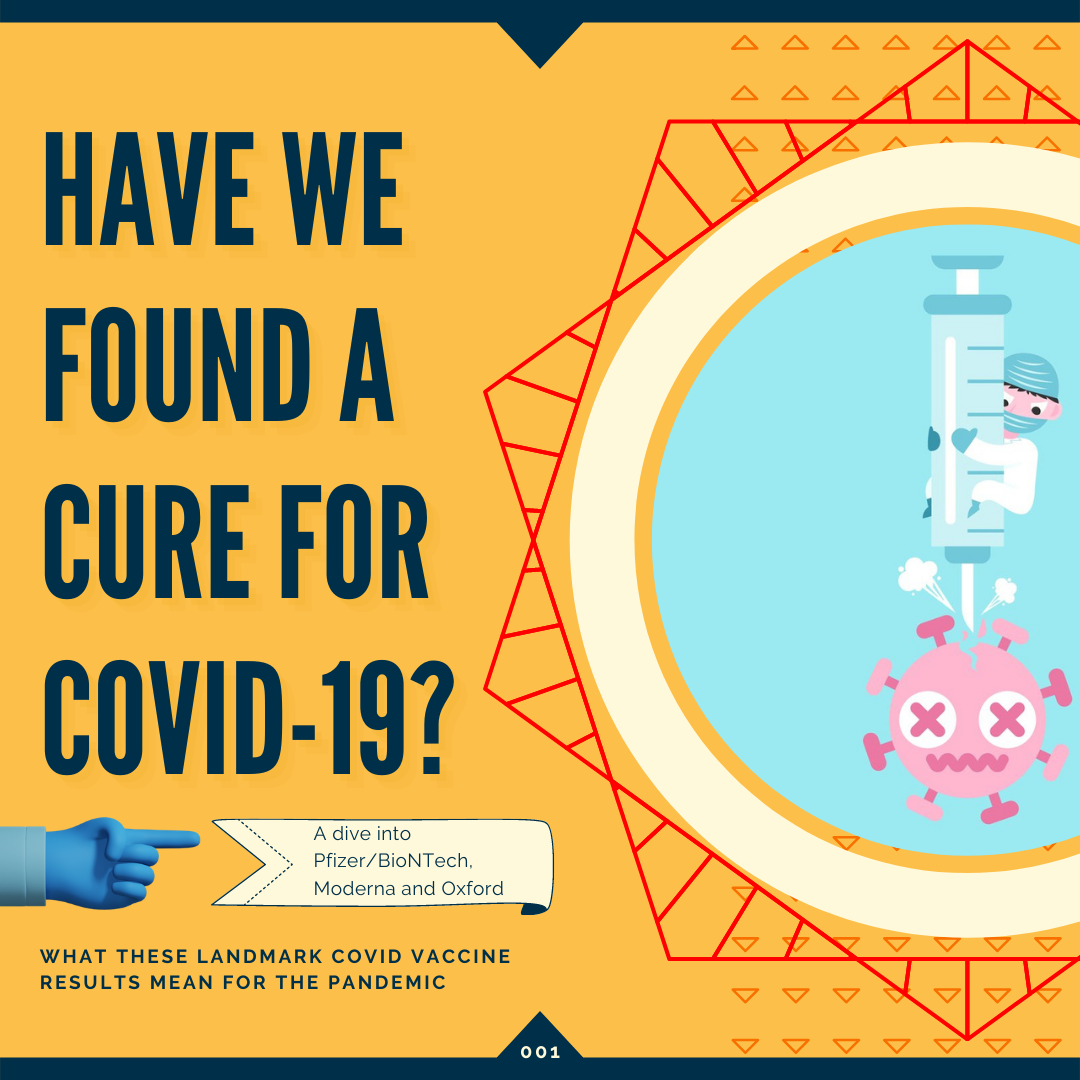 HAVE WE
FOUND A
CURE FOR
COVID-19?
A dive into
Pfizer/BioNTech,
Moderna and Oxford
WHAT THESE LANDMARK COVID VACCINE
RESULTS MEAN FOR THE PANDEMIC
001